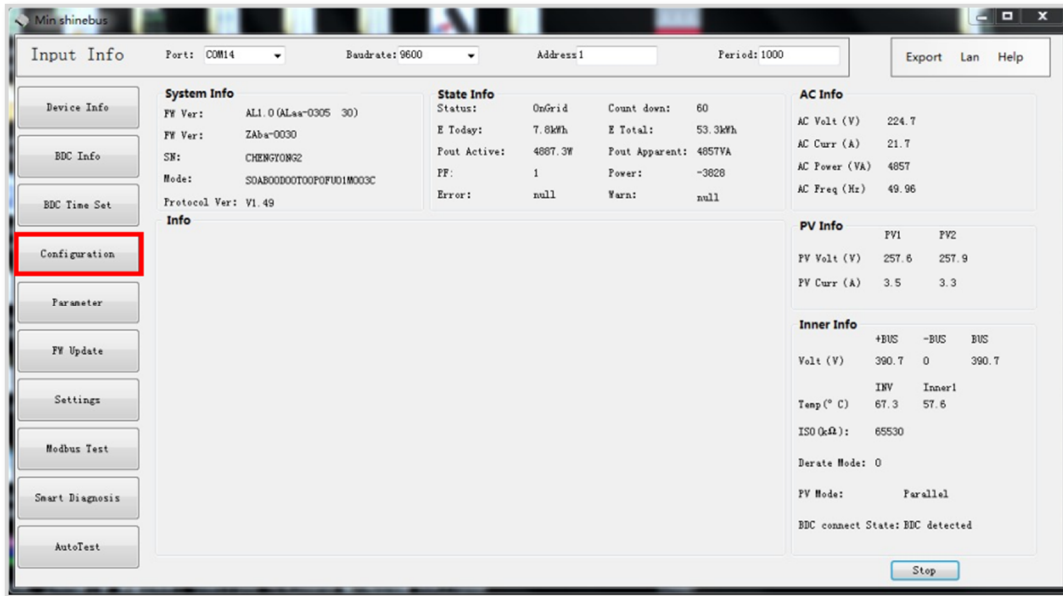 Min shinebus
Input Info
Port: COM14
Baudrate: 9600
Address 1
Period: 1000
Export Lan Help
Device Info
BDC Info
BDC Time Set
Configuration
Parameter
FW Update
Settings
Modbus Test
Smart Diagnosis
AutoTest
System Info
FW Ver: AL1.0(ALaa-0305 30)
FW Ver: ZAba-0030
SN: CHENGYONG2
Mode: S0AB00D00T00P0FU01M003C
Protocol Ver: V1.49
State Info
Status: OnGrid Count down: 60
E Today: 7.8kWh E Total: 53.3kWh
Pout Active: 4887.3W Pout Apparent: 4857VA
PF: 1 Power: -3828
Error: null Warn: null
Info
AC Info
AC Volt (V) 224.7
AC Curr (A) 21.7
AC Power (VA) 4857
AC Freq (Hz) 49.96
PV Info
PV1 PV2
PV Volt (V) 257.6 257.9
PV Curr (A) 3.5 3.3
Inner Info
+BUS -BUS BUS
Volt (V) 390.7 0 390.7
INV Inner1
Temp(° C) 67.3 57.6
ISO(kΩ): 65530
Derate Mode: 0
PV Mode: Parallel
BDC connect State: BDC detected
Stop